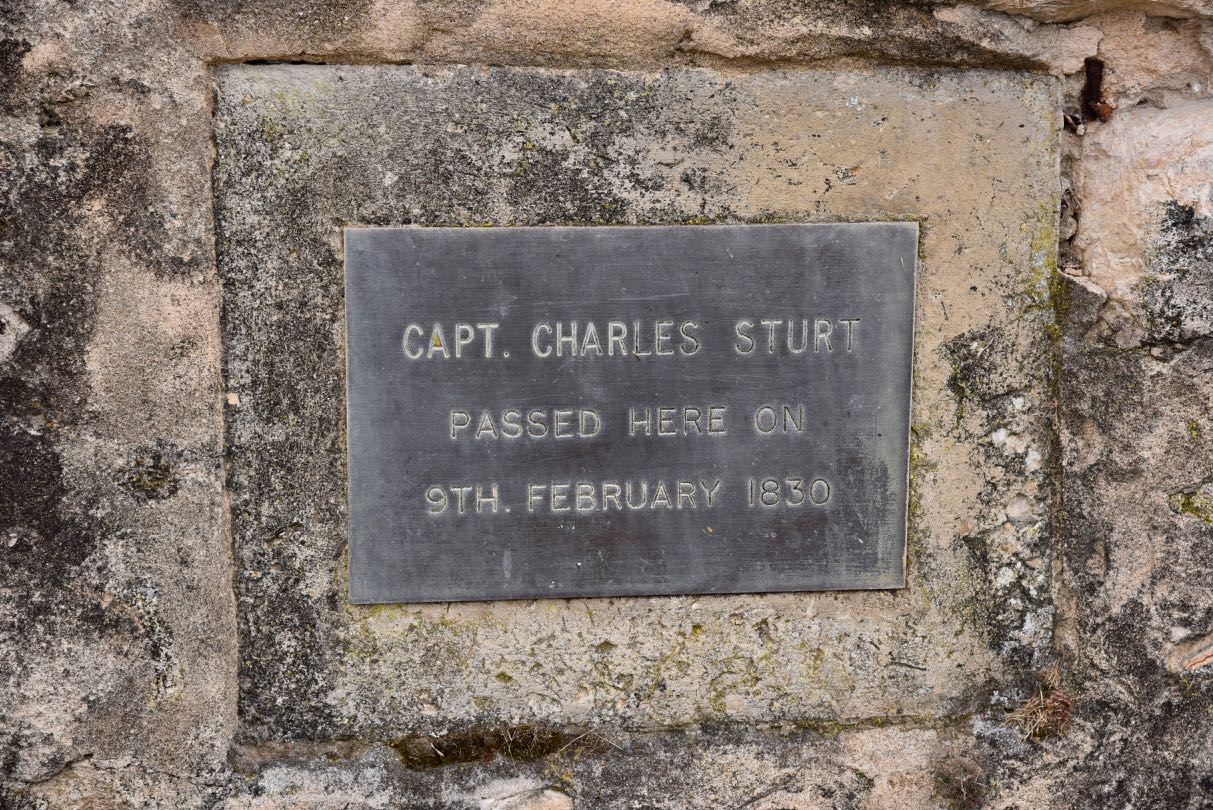 CAPT. CHARLES STURT
PASSED HERE ON
9TH. FEBRUARY 1830